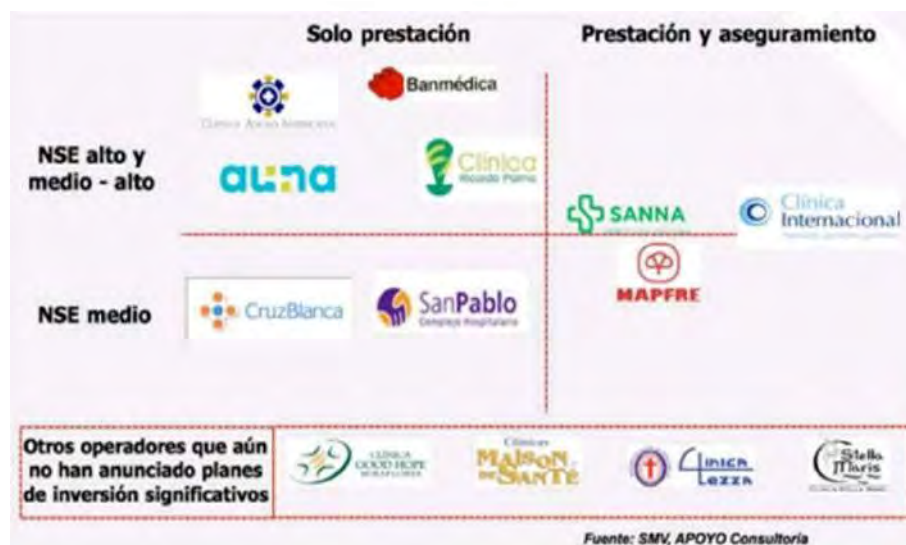 Solo prestación
Prestación y aseguramiento
NSE alto y
medio - alto
Banmédica
auna
Clínica
Ricardo Palma
SANNA
Clínica
Internacional
MAPFRE
NSE medio
CruzBlanca
SanPablo
Complejo Hospitalario
Otros operadores que aún
no han anunciado planes
de inversión significativos
CLÍNICA
GOOD HOPE
MIRAFLORES
Clínicas
MAISON
DE SANTÉ
Clínica
Tezza
Stella
Maris
Fuente: SMV, APOYO Consultoría